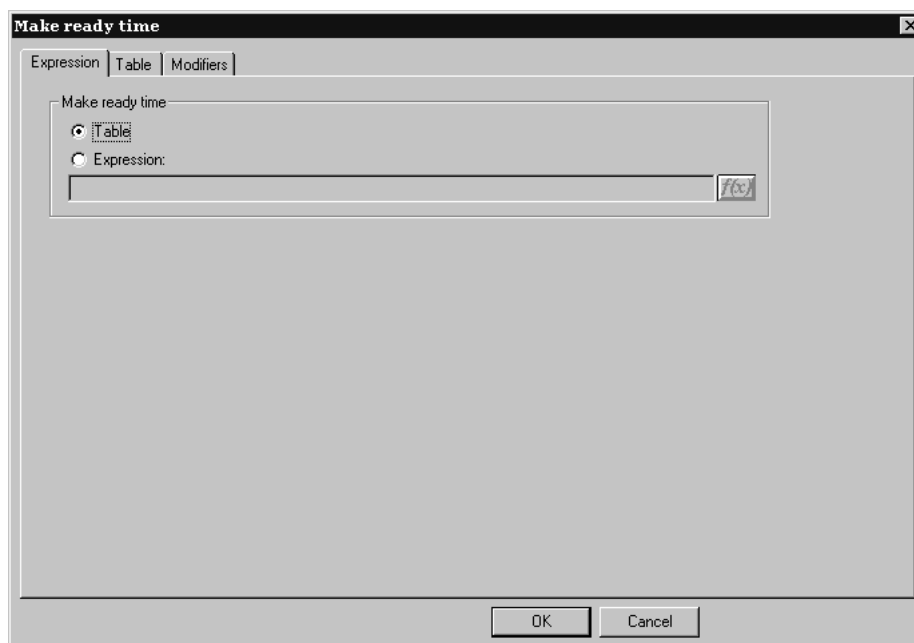 Make ready time
Expression Table Modifiers
Make ready time
Table
Expression:
f(x)
OK Cancel